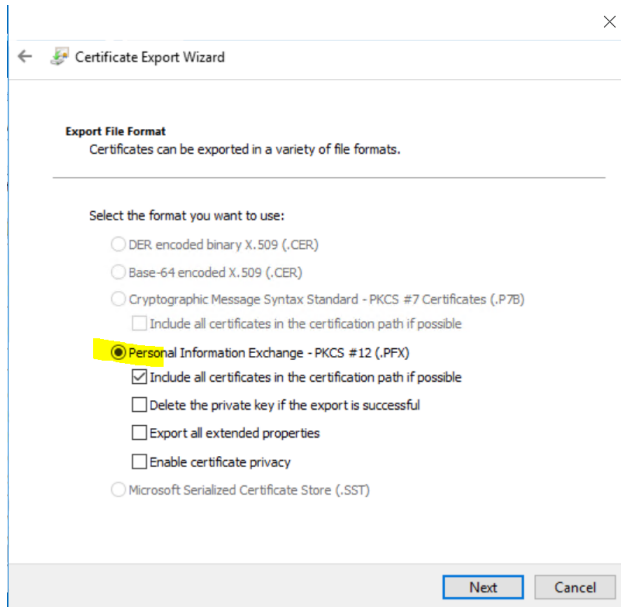 Certificate Export Wizard
Export File Format
Certificates can be exported in a variety of file formats.
Select the format you want to use:
DER encoded binary X.509 (.CER)
Base-64 encoded X.509 (.CER)
Cryptographic Message Syntax Standard - PKCS #7 Certificates (.P7B)
Include all certificates in the certification path if possible
Personal Information Exchange - PKCS #12 (.PFX)
Include all certificates in the certification path if possible
Delete the private key if the export is successful
Export all extended properties
Enable certificate privacy
Microsoft Serialized Certificate Store (.SST)
Next Cancel